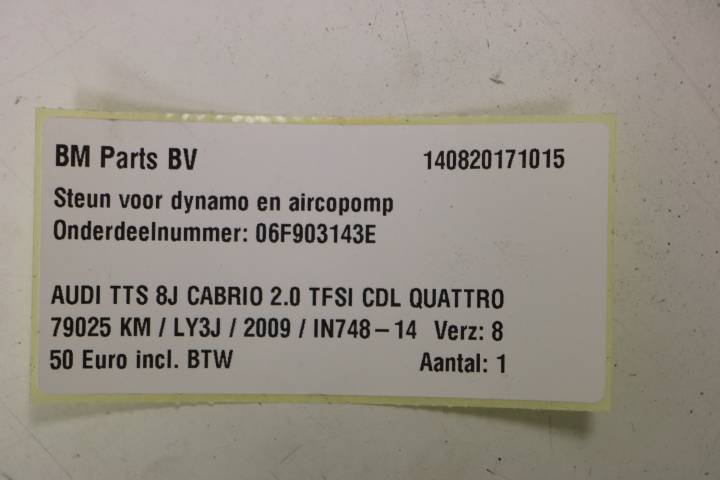 BM Parts BV 140820171015
Steun voor dynamo en aircopomp
Onderdeelnummer: 06F903143E
AUDI TTS 8J CABRIO 2.0 TFSI CDL QUATTRO
79025 KM / LY3J / 2009 / IN748-14 Verz: 8
50 Euro incl. BTW Aantal: 1